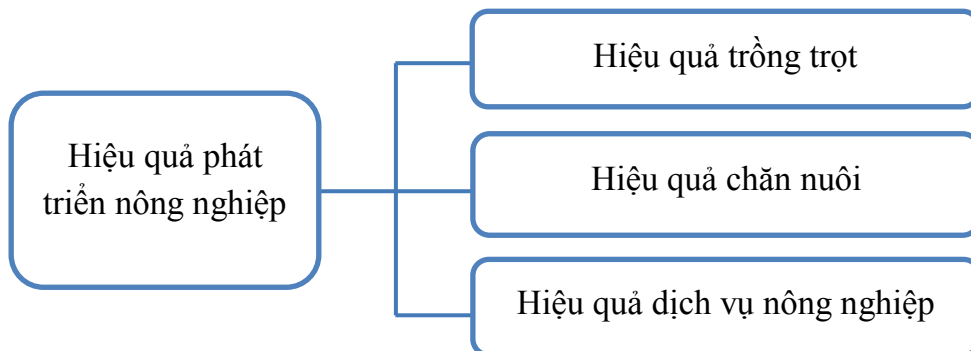 Hiệu quả phát
triển nông nghiệp
Hiệu quả trồng trọt
Hiệu quả chăn nuôi
Hiệu quả dịch vụ nông nghiệp